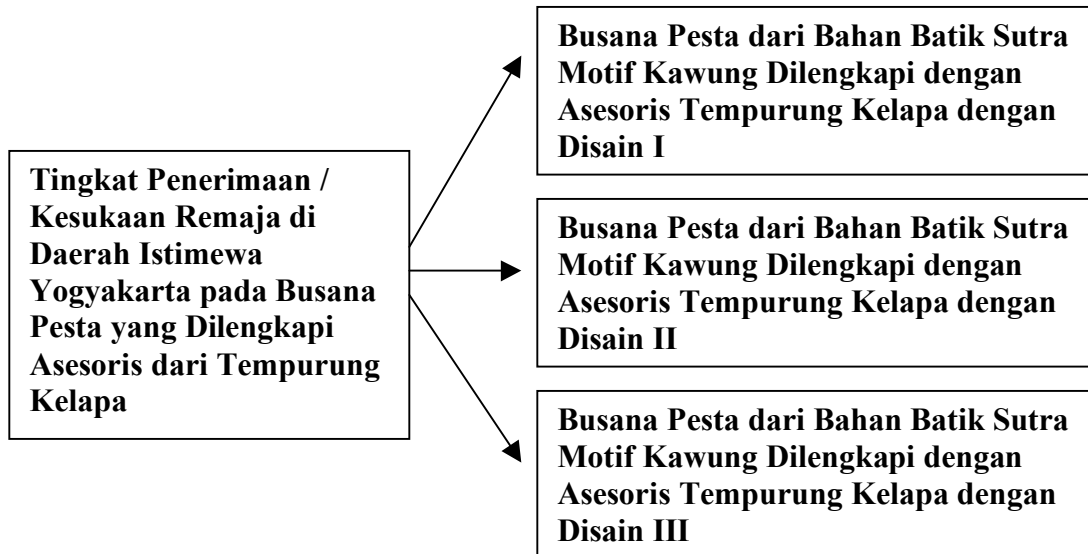 Tingkat Penerimaan /
Kesukaan Remaja di
Daerah Istimewa
Yogyakarta pada Busana
Pesta yang Dilengkapi
Asesoris dari Tempurung
Kelapa
Busana Pesta dari Bahan Batik Sutra
Motif Kawung Dilengkapi dengan
Asesoris Tempurung Kelapa dengan
Disain I
Busana Pesta dari Bahan Batik Sutra
Motif Kawung Dilengkapi dengan
Asesoris Tempurung Kelapa dengan
Disain II
Busana Pesta dari Bahan Batik Sutra
Motif Kawung Dilengkapi dengan
Asesoris Tempurung Kelapa dengan
Disain III